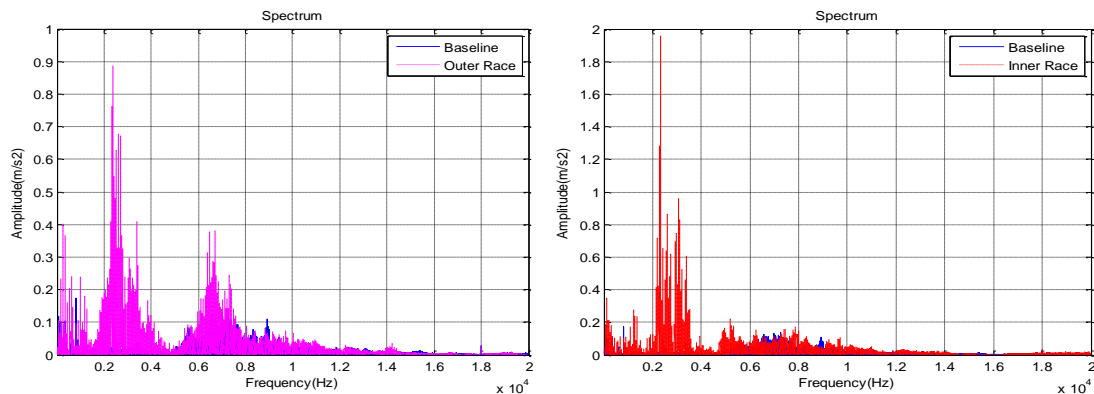 Spectrum
1
0.9
0.8
0.7
0.6
0.5
0.4
0.3
0.2
0.1
0
Amplitude(m/s2)
Baseline
Outer Race
0 0.2 0.4 0.6 0.8 1 1.2 1.4 1.6 1.8 2
Frequency(Hz)
x 10^4
Spectrum
2
1.8
1.6
1.4
1.2
1
0.8
0.6
0.4
0.2
0
Amplitude(m/s2)
Baseline
Inner Race
0 0.2 0.4 0.6 0.8 1 1.2 1.4 1.6 1.8 2
Frequency(Hz)
x 10^4